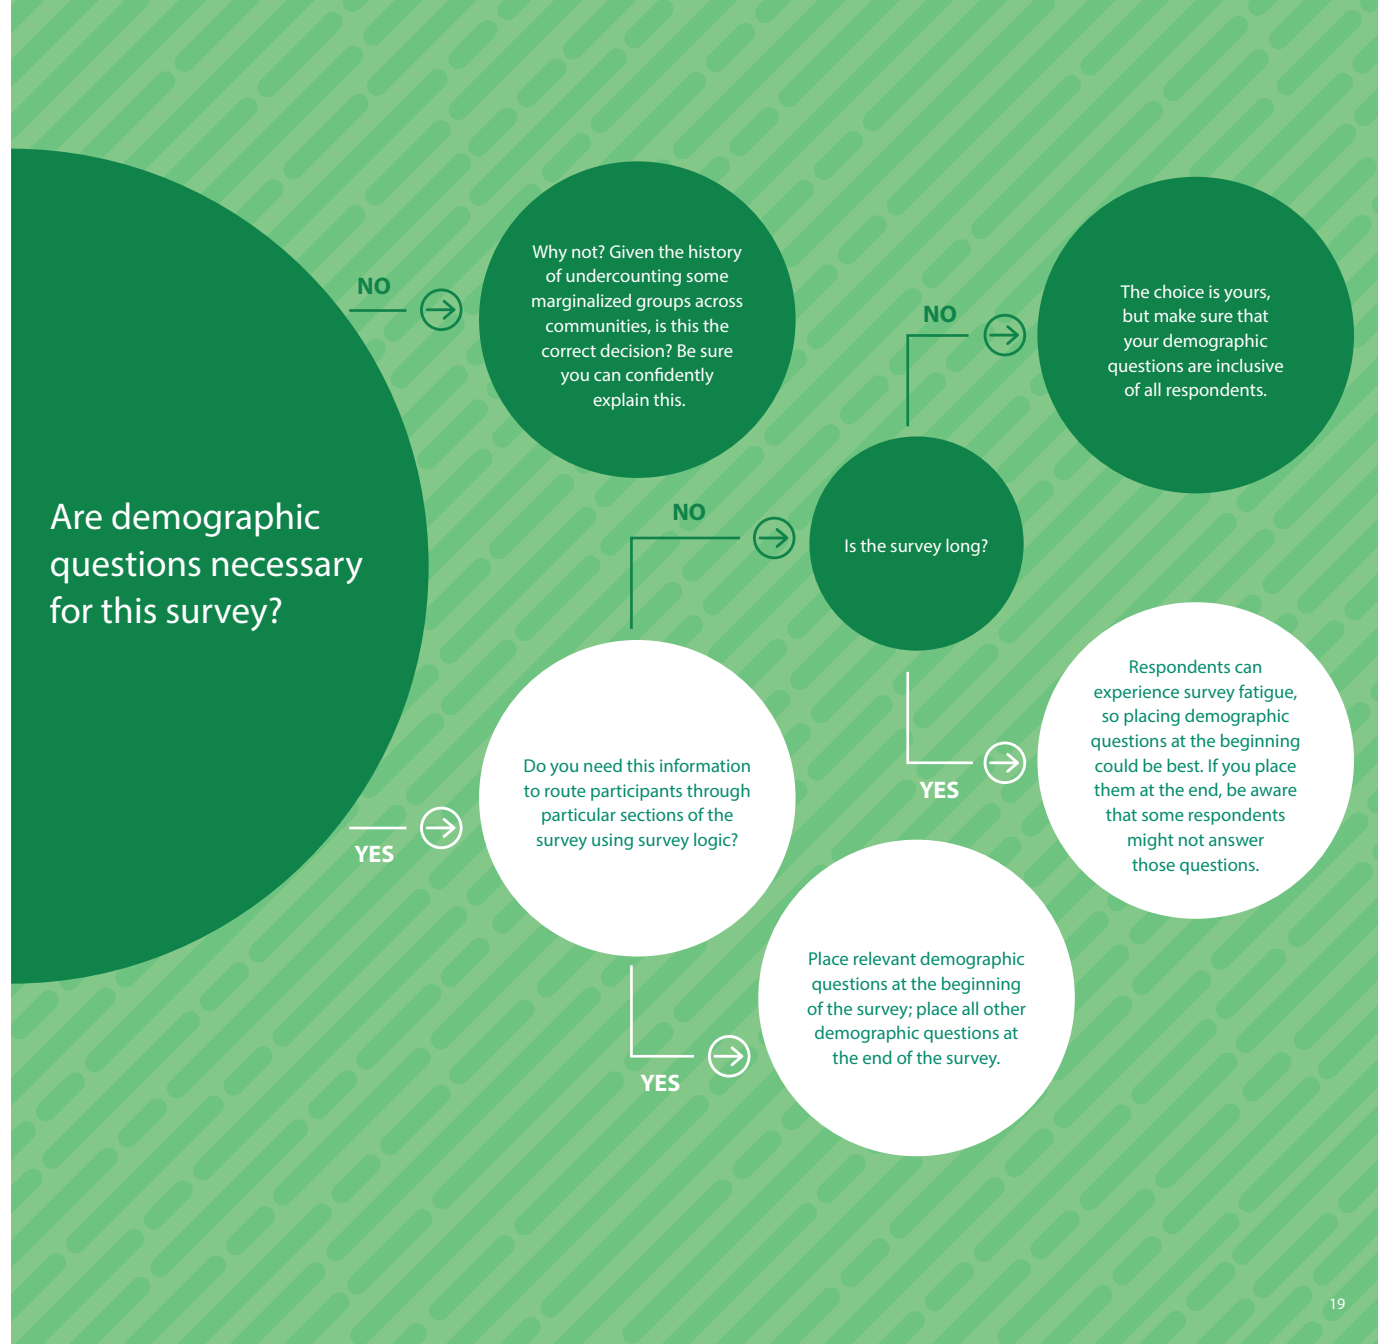 Are demographic
questions necessary
for this survey?
NO
Why not? Given the history
of undercounting some
marginalized groups across
communities, is this the
correct decision? Be sure
you can confidently
explain this.
YES
Do you need this information
to route participants through
particular sections of the
survey using survey logic?
NO
Is the survey long?
NO
The choice is yours,
but make sure that
your demographic
questions are inclusive
of all respondents.
YES
Respondents can
experience survey fatigue,
so placing demographic
questions at the beginning
could be best. If you place
them at the end, be aware
that some respondents
might not answer
those questions.
YES
Place relevant demographic
questions at the beginning
of the survey; place all other
demographic questions at
the end of the survey.
19